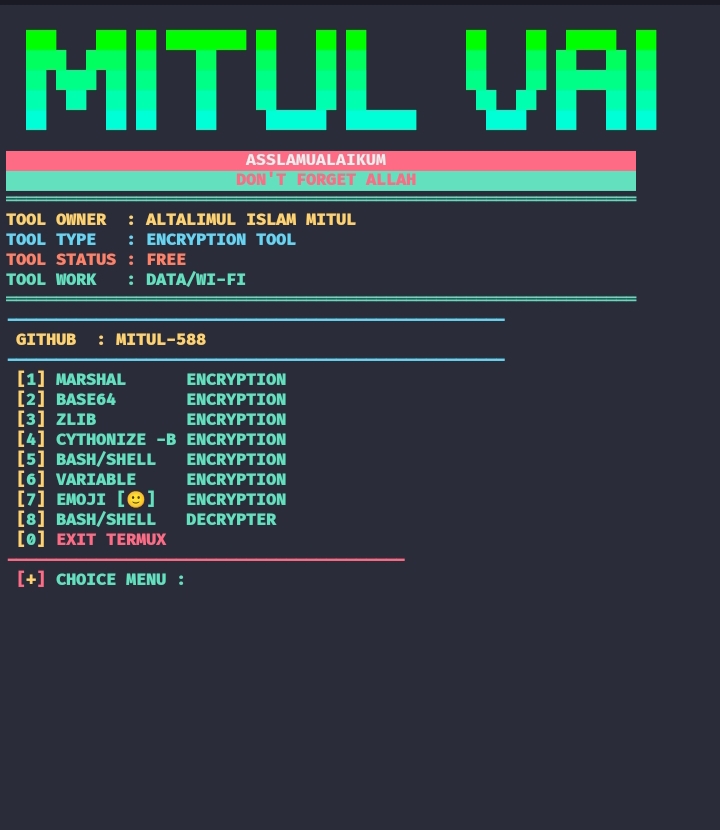 MITUL VAI
ASSLAMUALAIKUM
DON'T FORGET ALLAH
TOOL OWNER : ALTALIMUL ISLAM MITUL
TOOL TYPE : ENCRYPTION TOOL
TOOL STATUS : FREE
TOOL WORK : DATA/WI-FI
GITHUB : MITUL-588
[1] MARSHAL ENCRYPTION
[2] BASE64 ENCRYPTION
[3] ZLIB ENCRYPTION
[4] CYTHONIZE -B ENCRYPTION
[5] BASH/SHELL ENCRYPTION
[6] VARIABLE ENCRYPTION
[7] EMOJI [🙂] ENCRYPTION
[8] BASH/SHELL DECRYPTER
[0] EXIT TERMUX
[+] CHOICE MENU :